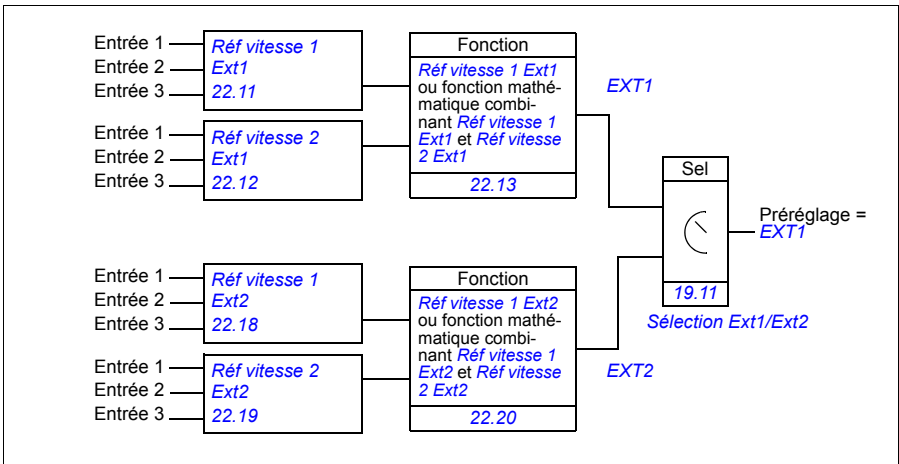 Entrée 1
Entrée 2
Entrée 3
Réf vitesse 1
Ext1
22.11
Entrée 1
Entrée 2
Entrée 3
Réf vitesse 2
Ext1
22.12
Fonction
Réf vitesse 1 Ext1
ou fonction mathé-
matique combi-
nant Réf vitesse 1
Ext1 et Réf vitesse
2 Ext1
22.13
EXT1
Sel
19.11
Sélection Ext1/Ext2
Préréglage =
EXT1
Entrée 1
Entrée 2
Entrée 3
Réf vitesse 1
Ext2
22.18
Entrée 1
Entrée 2
Entrée 3
Réf vitesse 2
Ext2
22.19
Fonction
Réf vitesse 1 Ext2
ou fonction mathé-
matique combi-
nant Réf vitesse 1
Ext2 et Réf vitesse
2 Ext2
22.20
EXT2